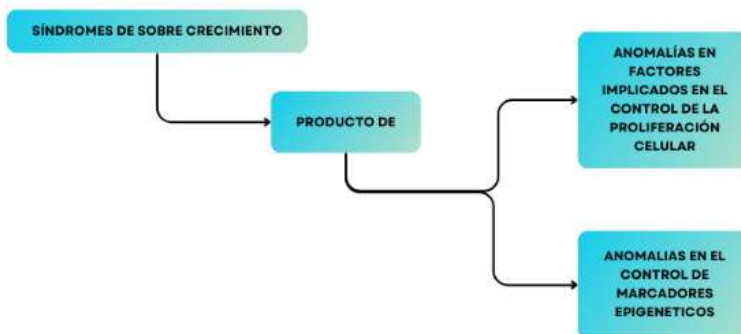 SÍNDROMES DE SOBRE CRECIMIENTO
PRODUCTO DE
ANOMALÍAS EN
FACTORES
IMPLICADOS EN EL
CONTROL DE LA
PROLIFERACIÓN
CELULAR
ANOMALIAS EN EL
CONTROL DE
MARCADORES
EPIGENETICOS